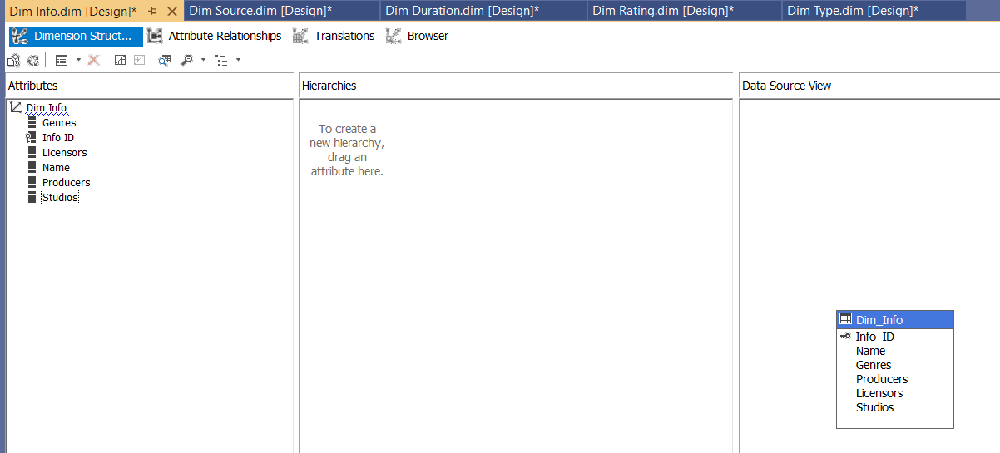 Dim Info.dim [Design]* Dim Source.dim [Design]* Dim Duration.dim [Design]* Dim Rating.dim [Design]* Dim Type.dim [Design]*
Dimension Struct... Attribute Relationships Translations Browser
Attributes
Dim Info
Genres
Info ID
Licensors
Name
Producers
Studios
Hierarchies
To create a
new hierarchy,
drag an
attribute here.
Data Source View
Dim_Info
Info_ID
Name
Genres
Producers
Licensors
Studios